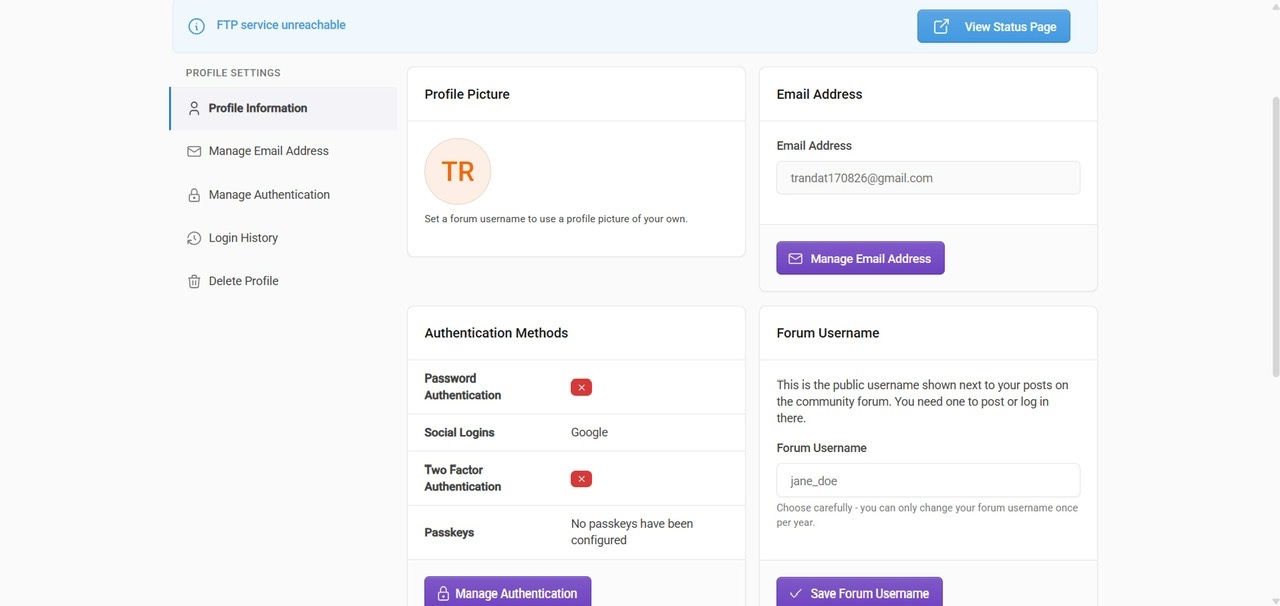 FTP service unreachable
View Status Page
PROFILE SETTINGS
Profile Information
Manage Email Address
Manage Authentication
Login History
Delete Profile
Profile Picture
TR
Set a forum username to use a profile picture of your own.
Email Address
Email Address
trandat170826@gmail.com
Manage Email Address
Authentication Methods
Password
Authentication
Social Logins
Google
Two Factor
Authentication
Passkeys
No passkeys have been
configured
Manage Authentication
Forum Username
This is the public username shown next to your posts on
the community forum. You need one to post or log in
there.
Forum Username
jane_doe
Choose carefully - you can only change your forum username once
per year.
Save Forum Username